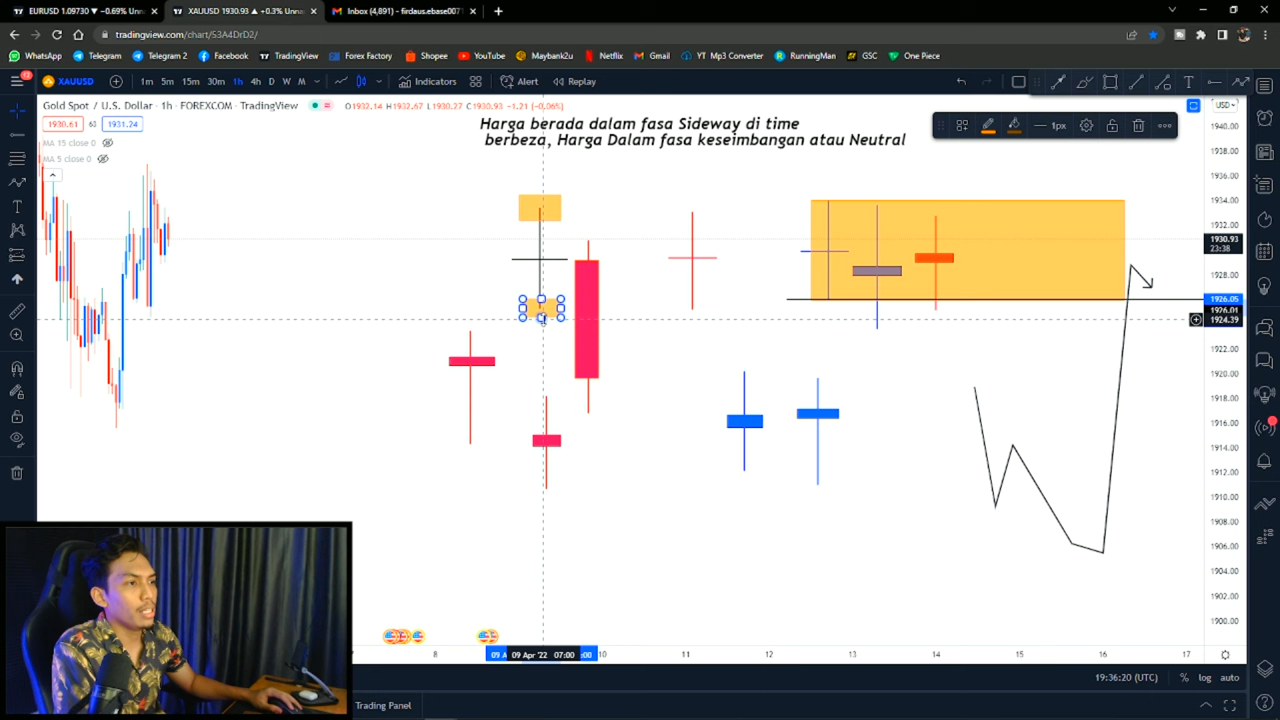 EURUSD 1.09730 ▼ −0.69% Unna
XAUUSD 1930.93 ▲ +0.3% Unna
Inbox (4,891) - firdaus.ebase0071
tradingview.com/chart/S3A4DrD2/
WhatsApp Telegram Telegram 2 Facebook TradingView Forex Factory Shopee YouTube Maybank2u Netflix Gmail YT Mp3 Converter RunningMan GSC One Piece
XAUUSD 1m 5m 15m 30m 1h 4h D W M Indicators Alert Replay
Gold Spot / U.S. Dollar · 1h · FOREXCOM · TradingView O1932.14 H1932.67 L1930.27 C1930.93 −1.21 (−0.06%)
1930.61 63 1931.24
MA 15 close 0
MA 5 close 0
Harga berada dalam fasa Sideway di time
berbeza, Harga Dalam fasa keseimbangan atau Neutral
1px
USD
1940.00
1938.00
1936.00
1934.00
1932.00
1930.93
23:38
1928.00
1926.05
1926.01
1924.39
1922.00
1920.00
1918.00
1916.00
1914.00
1912.00
1910.00
1908.00
1906.00
1904.00
1902.00
1900.00
8 09 Apr '22 07:00 :00 10 11 12 13 14 15 16 17
19:36:20 (UTC) % log auto
Trading Panel